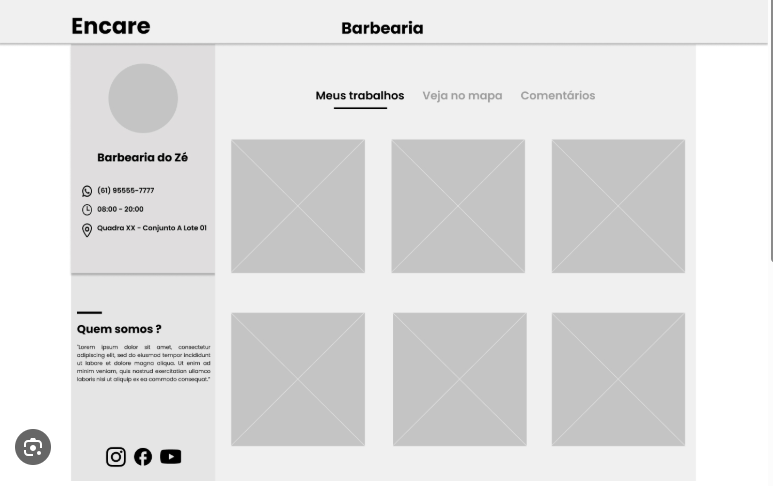 Encare
Barbearia
Meus trabalhos
Veja no mapa
Comentários
Barbearia do Zé
(61) 95555-7777
08:00 - 20:00
Quadra XX - Conjunto A Lote 01
Quem somos ?
"Lorem ipsum dolor sit amet, consectetur
adipiscing elit, sed do eiusmod tempor incididunt
ut labore et dolore magna aliqua. Ut enim ad
minim veniam, quis nostrud exercitation ullamco
laboris nisi ut aliquip ex ea commodo consequat."